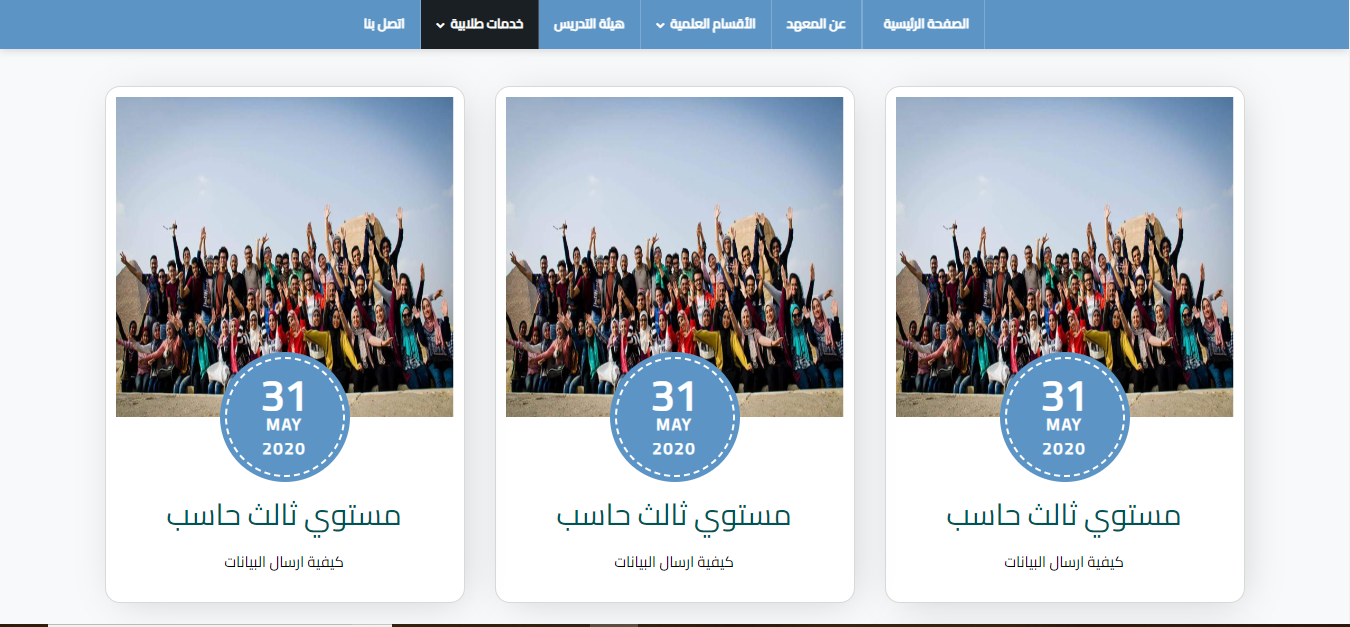 الصفحة الرئيسية
عن المعهد
الأقسام العلمية
هيئة التدريس
خدمات طلابية
اتصل بنا
31
MAY
2020
مستوي ثالث حاسب
كيفية ارسال البيانات
31
MAY
2020
مستوي ثالث حاسب
كيفية ارسال البيانات
31
MAY
2020
مستوي ثالث حاسب
كيفية ارسال البيانات